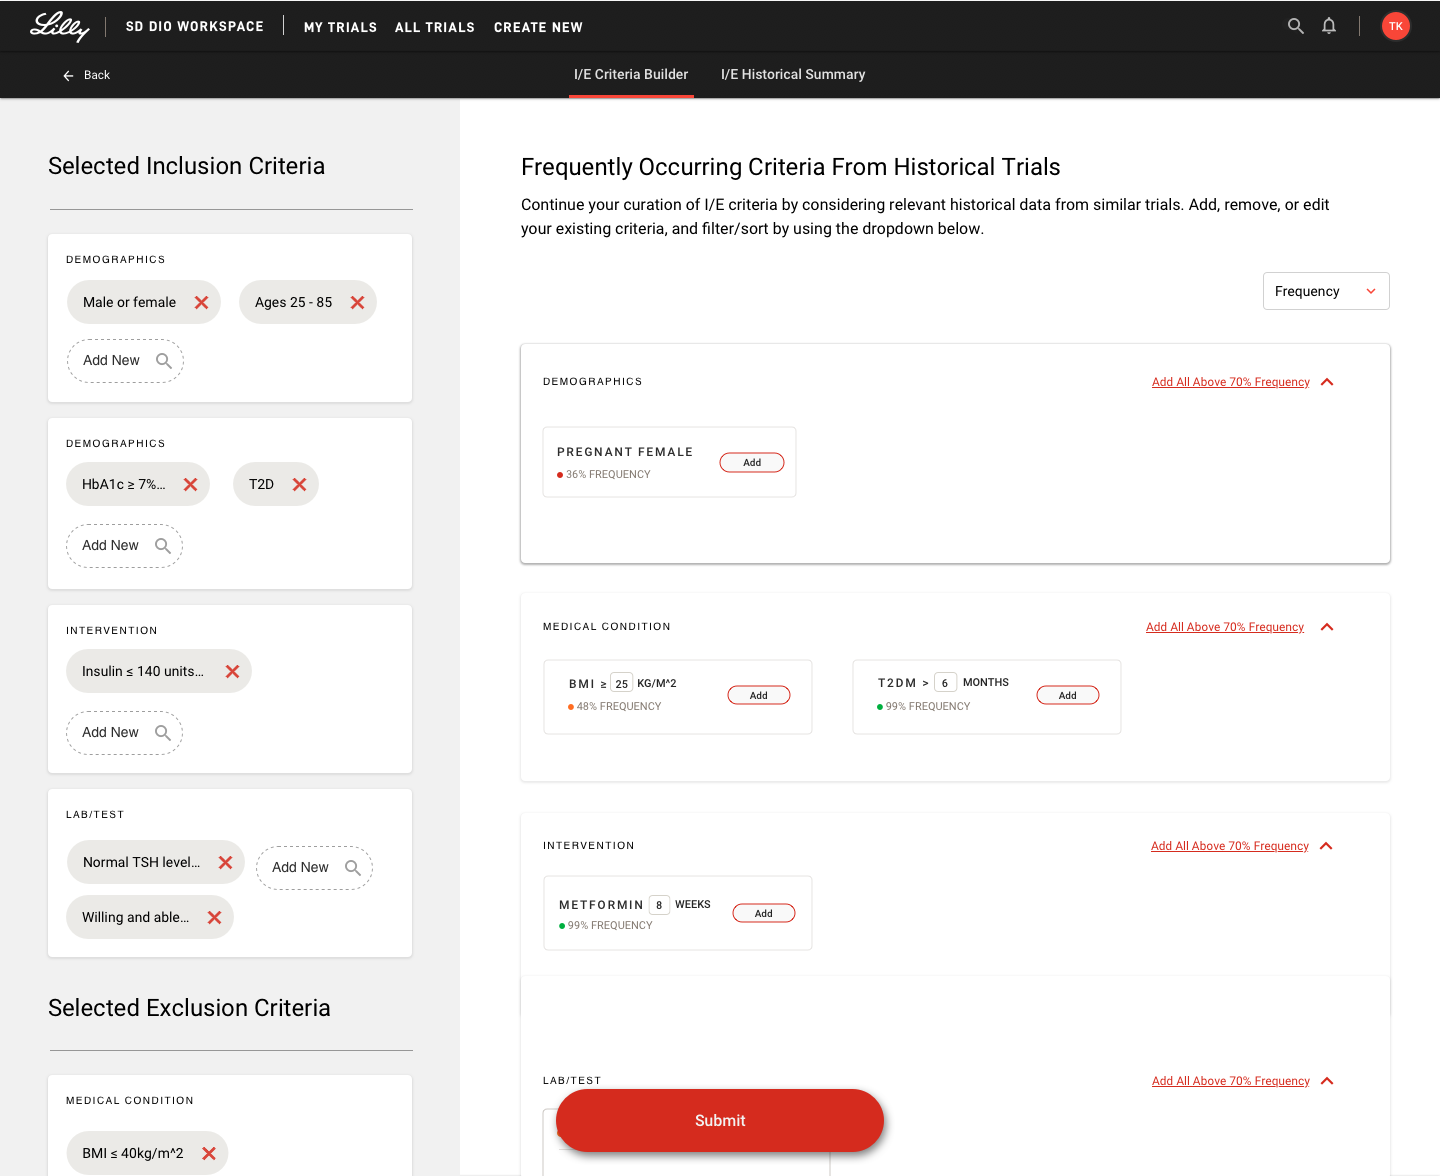 Lilly
SD DIO WORKSPACE
MY TRIALS
ALL TRIALS
CREATE NEW
TK
Back
I/E Criteria Builder
I/E Historical Summary
Selected Inclusion Criteria
DEMOGRAPHICS
Male or female
Ages 25 - 85
Add New
DEMOGRAPHICS
HbA1c ≥ 7%...
T2D
Add New
INTERVENTION
Insulin ≤ 140 units...
Add New
LAB/TEST
Normal TSH level...
Add New
Willing and able...
Selected Exclusion Criteria
MEDICAL CONDITION
BMI ≤ 40kg/m^2
Frequently Occurring Criteria From Historical Trials
Continue your curation of I/E criteria by considering relevant historical data from similar trials. Add, remove, or edit
your existing criteria, and filter/sort by using the dropdown below.
Frequency
DEMOGRAPHICS
Add All Above 70% Frequency
PREGNANT FEMALE
36% FREQUENCY
Add
MEDICAL CONDITION
Add All Above 70% Frequency
BMI ≥ 25 KG/M^2
48% FREQUENCY
Add
T2DM > 6 MONTHS
99% FREQUENCY
Add
INTERVENTION
Add All Above 70% Frequency
METFORMIN 8 WEEKS
99% FREQUENCY
Add
LAB/TEST
Add All Above 70% Frequency
Submit